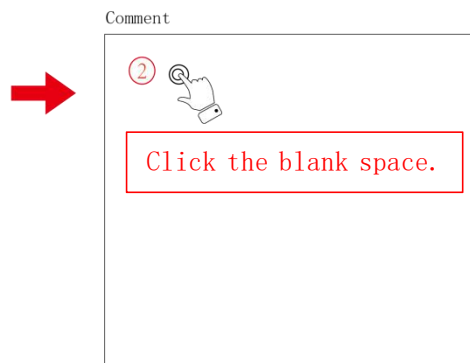 Comment
②
Click the blank space.